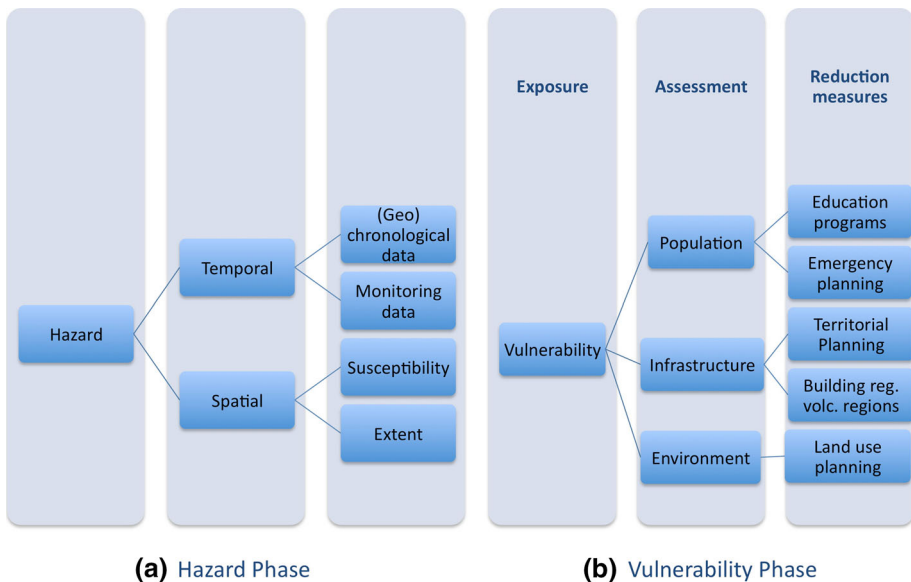 Hazard
Temporal
Spatial
(Geo)
chronological
data
Monitoring
data
Susceptibility
Extent
(a) Hazard Phase
Exposure
Assessment
Reduction
measures
Vulnerability
Population
Infrastructure
Environment
Education
programs
Emergency
planning
Territorial
Planning
Building reg.
volc. regions
Land use
planning
(b) Vulnerability Phase